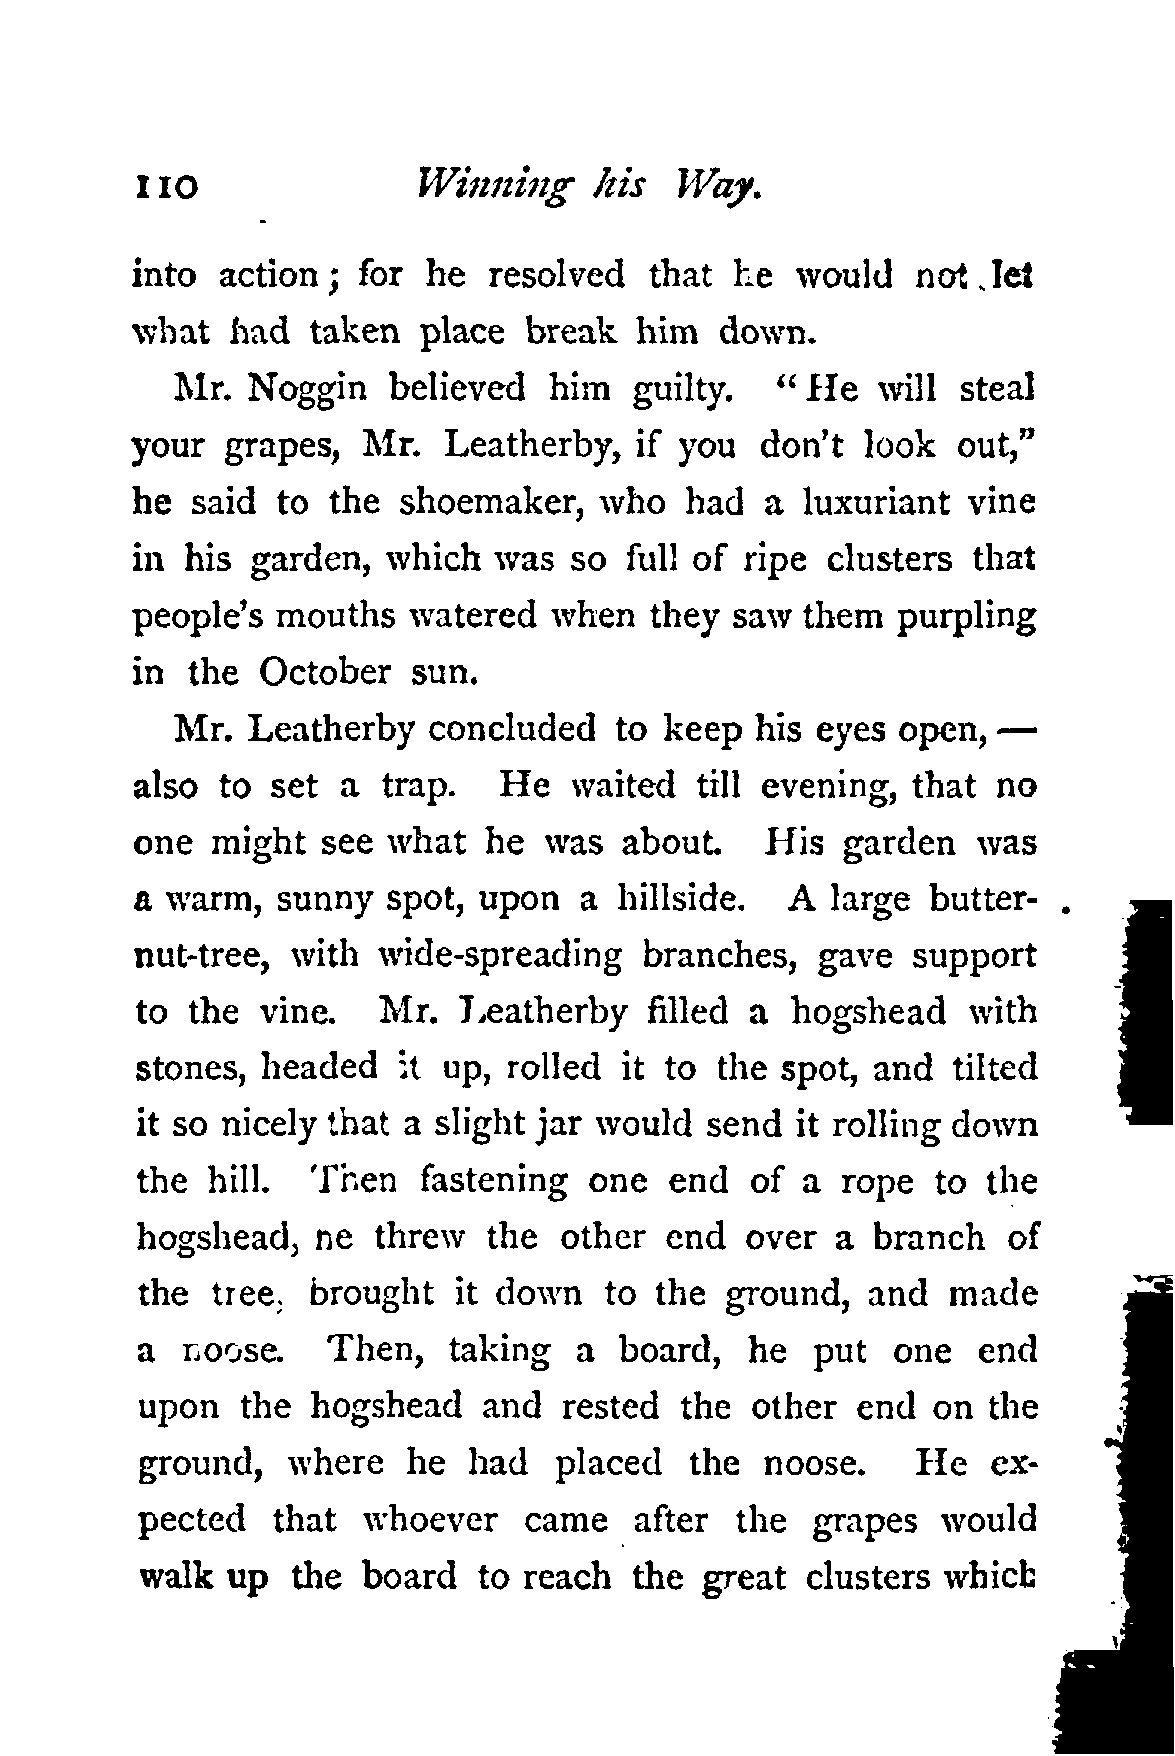 110 Winning his Way.
into action; for he resolved that he would not let
what had taken place break him down.
Mr. Noggin believed him guilty. “He will steal
your grapes, Mr. Leatherby, if you don't look out,”
he said to the shoemaker, who had a luxuriant vine
in his garden, which was so full of ripe clusters that
people's mouths watered when they saw them purpling
in the October sun.
Mr. Leatherby concluded to keep his eyes open, —
also to set a trap. He waited till evening, that no
one might see what he was about. His garden was
a warm, sunny spot, upon a hillside. A large butter-
nut-tree, with wide-spreading branches, gave support
to the vine. Mr. Leatherby filled a hogshead with
stones, headed it up, rolled it to the spot, and tilted
it so nicely that a slight jar would send it rolling down
the hill. Then fastening one end of a rope to the
hogshead, he threw the other end over a branch of
the tree, brought it down to the ground, and made
a noose. Then, taking a board, he put one end
upon the hogshead and rested the other end on the
ground, where he had placed the noose. He ex-
pected that whoever came after the grapes would
walk up the board to reach the great clusters which